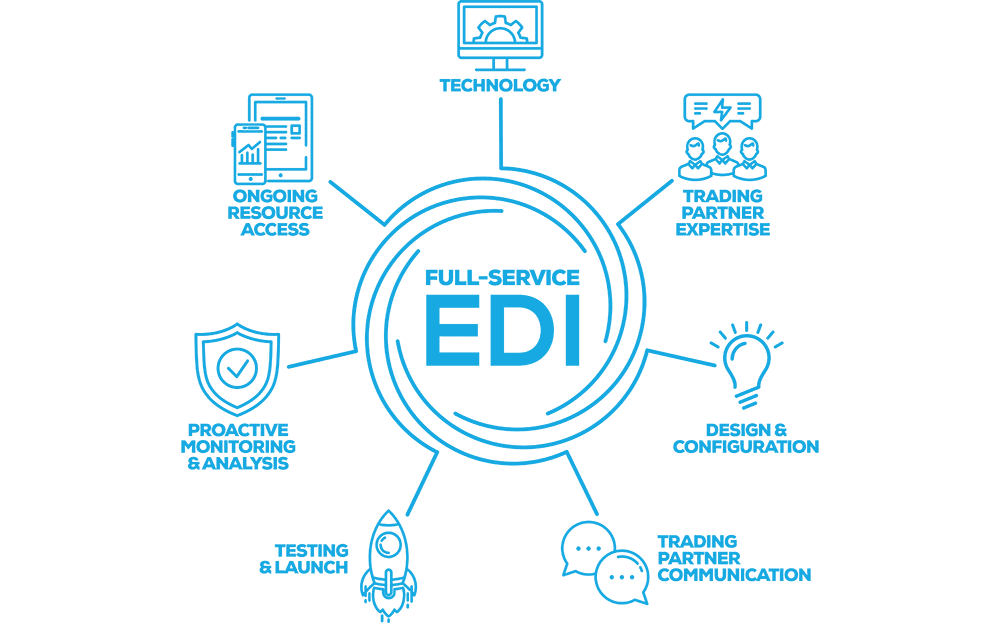 TECHNOLOGY
ONGOING
RESOURCE
ACCESS
TRADING
PARTNER
EXPERTISE
FULL-SERVICE
EDI
PROACTIVE
MONITORING
& ANALYSIS
DESIGN &
CONFIGURATION
TESTING
& LAUNCH
TRADING
PARTNER
COMMUNICATION